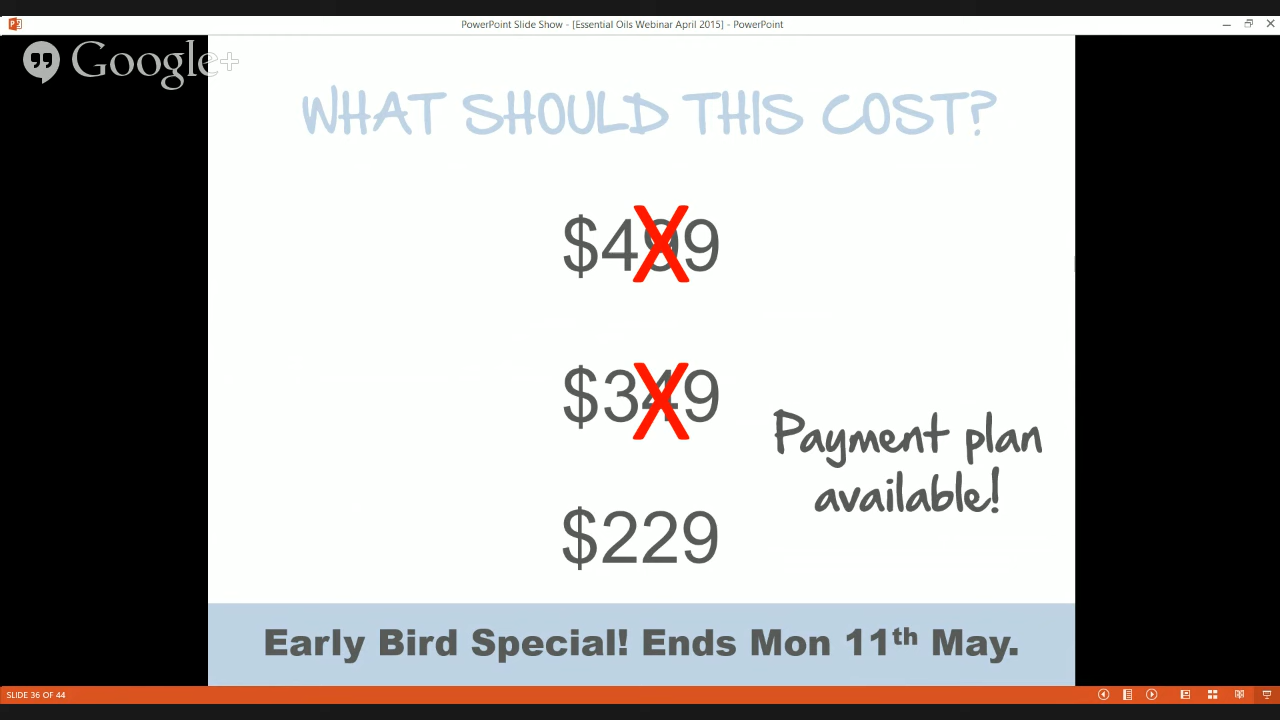 PowerPoint Slide Show - [Essential Oils Webinar April 2015] - PowerPoint
Google+
WHAT SHOULD THIS COST?
$499
$349
Payment plan
available!
$229
Early Bird Special! Ends Mon 11th May.
SLIDE 36 OF 44